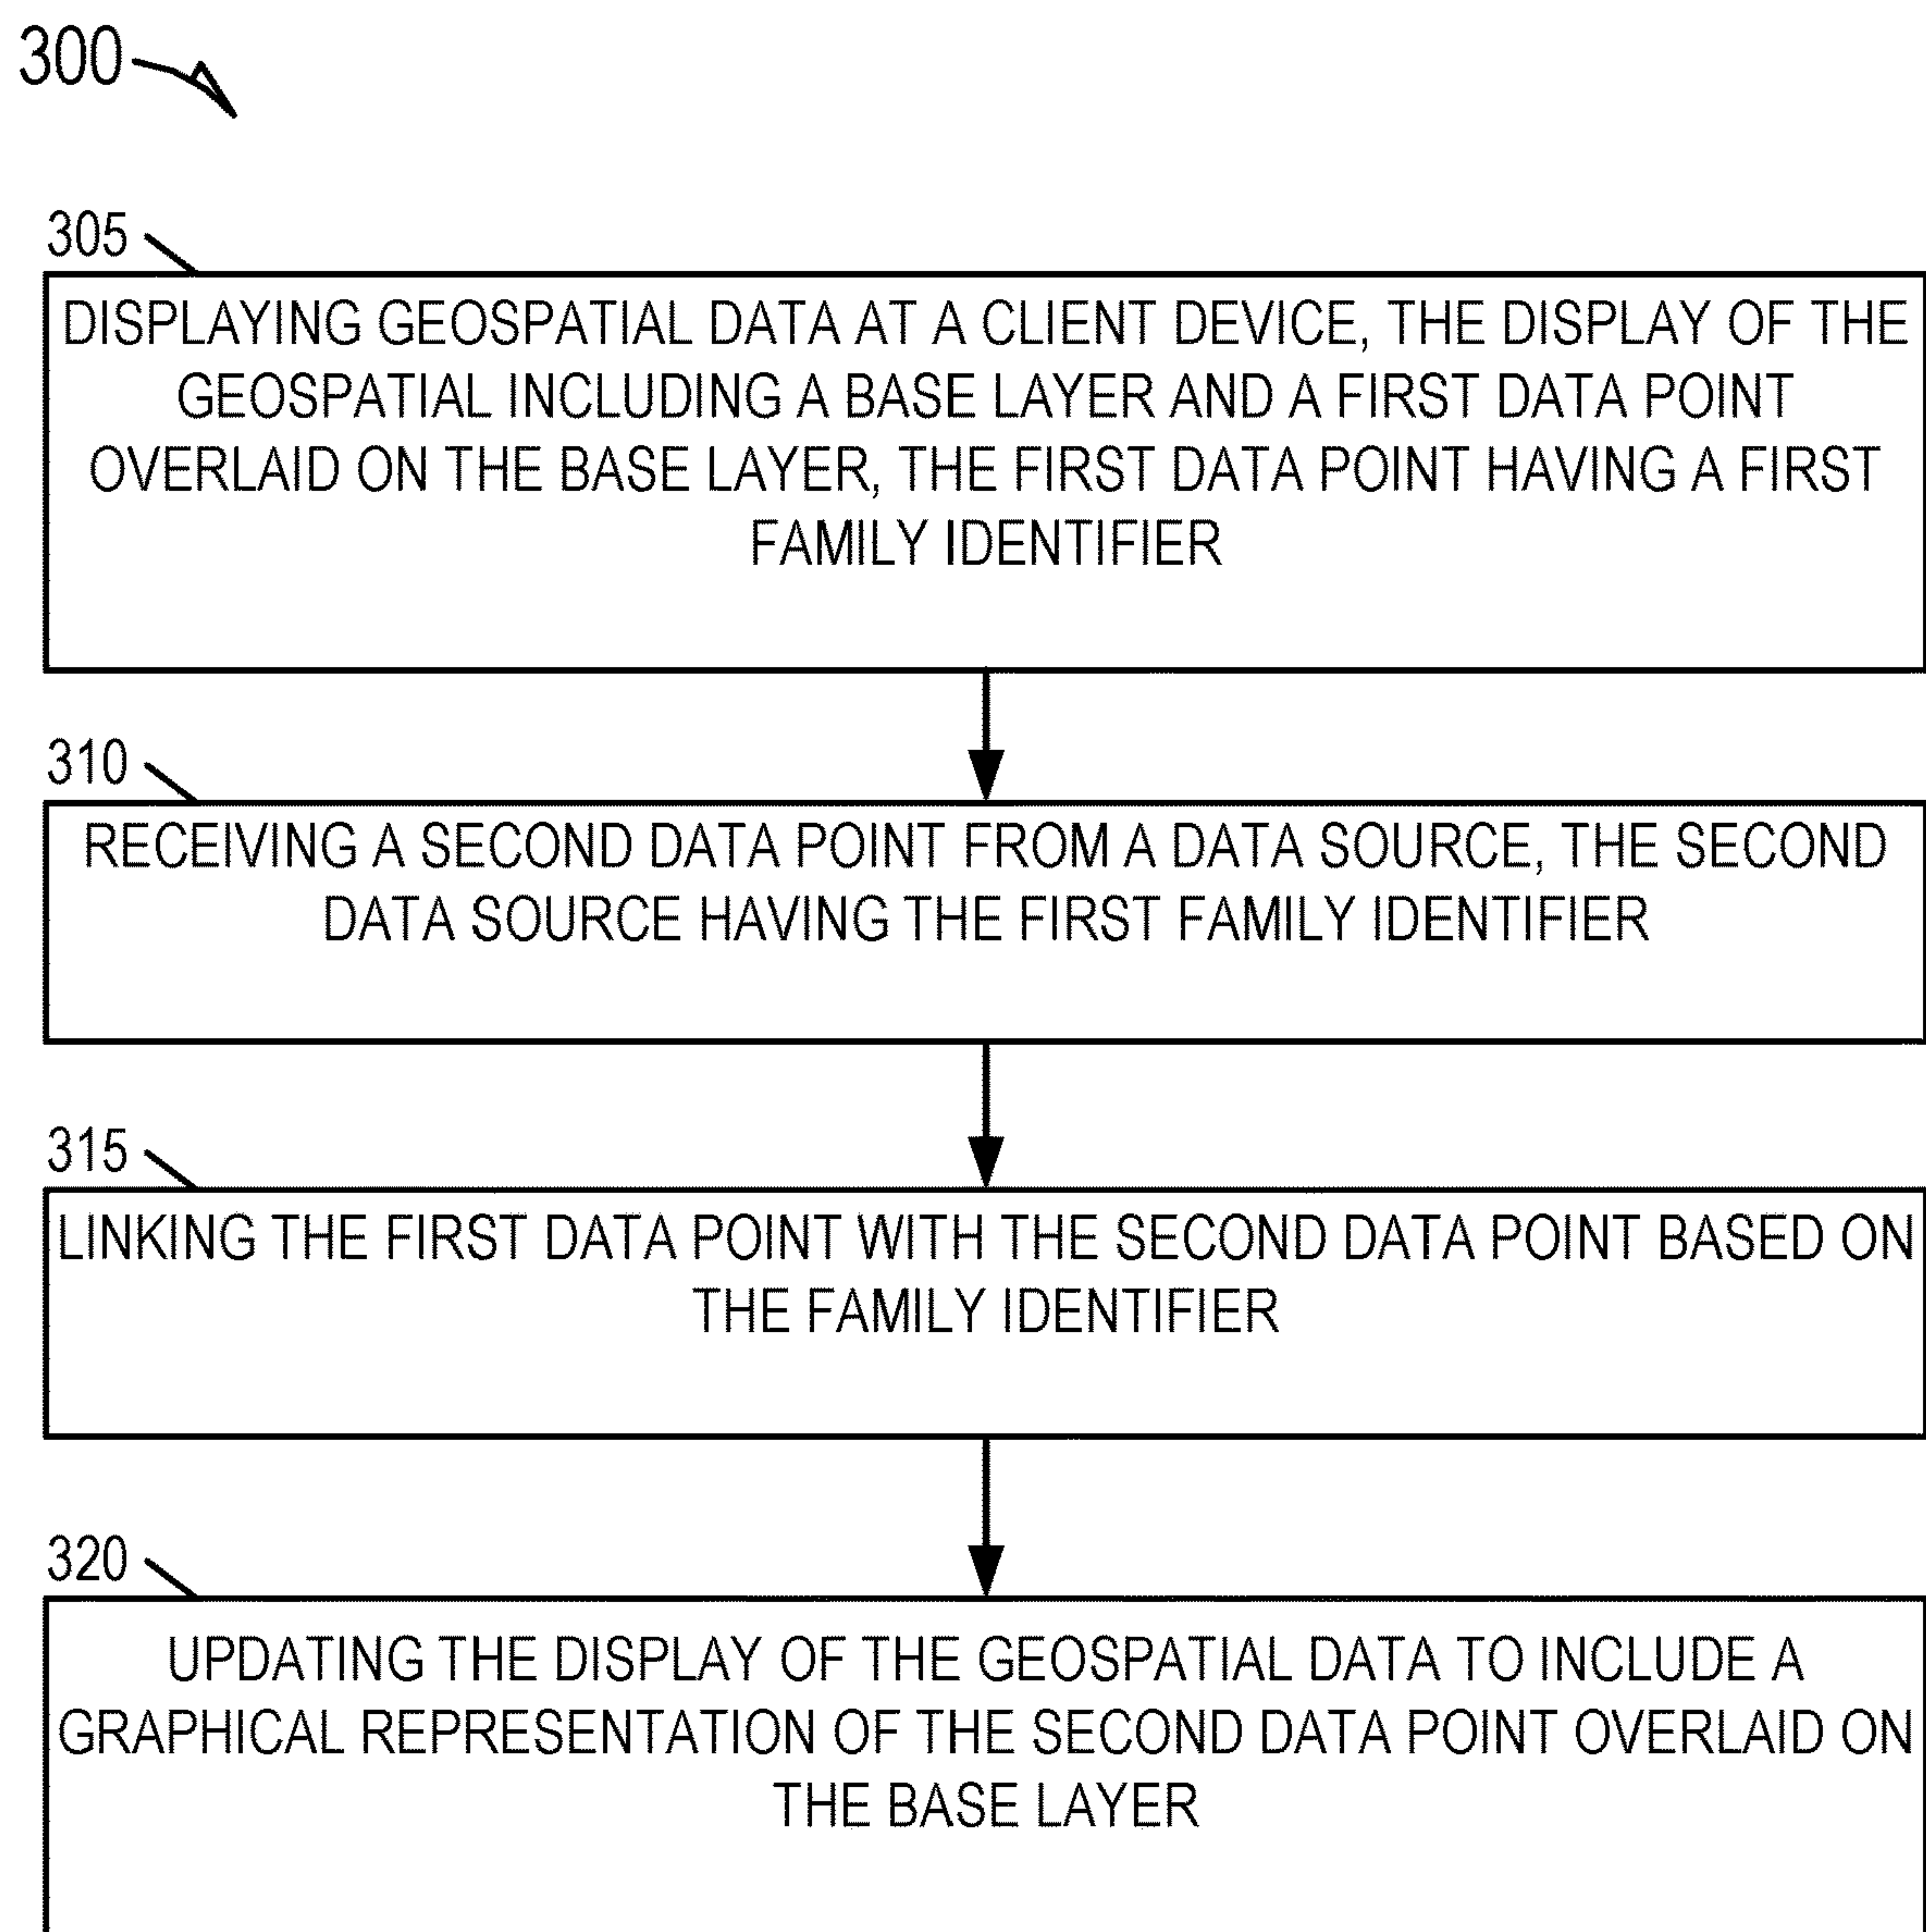 300
305
DISPLAYING GEOSPATIAL DATA AT A CLIENT DEVICE, THE DISPLAY OF THE
GEOSPATIAL INCLUDING A BASE LAYER AND A FIRST DATA POINT
OVERLAID ON THE BASE LAYER, THE FIRST DATA POINT HAVING A FIRST
FAMILY IDENTIFIER
310
RECEIVING A SECOND DATA POINT FROM A DATA SOURCE, THE SECOND
DATA SOURCE HAVING THE FIRST FAMILY IDENTIFIER
315
LINKING THE FIRST DATA POINT WITH THE SECOND DATA POINT BASED ON
THE FAMILY IDENTIFIER
320
UPDATING THE DISPLAY OF THE GEOSPATIAL DATA TO INCLUDE A
GRAPHICAL REPRESENTATION OF THE SECOND DATA POINT OVERLAID ON
THE BASE LAYER